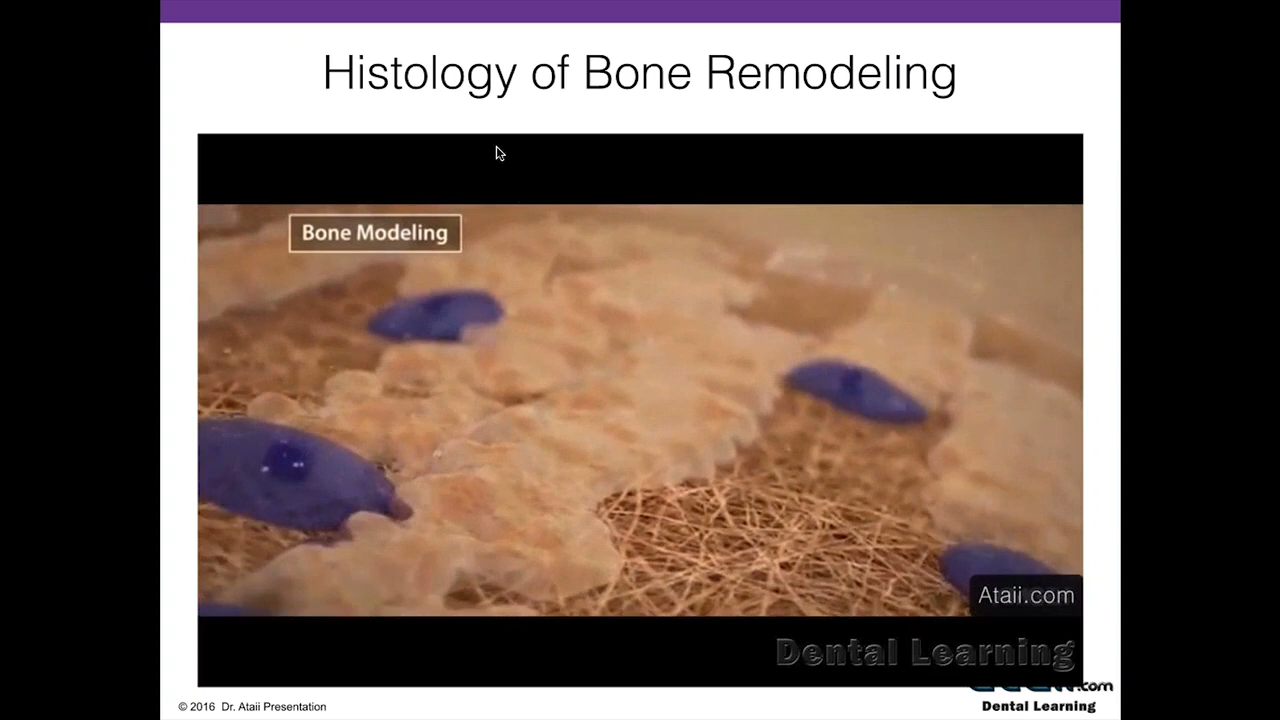 Histology of Bone Remodeling
Bone Modeling
Ataii.com
Dental Learning
.com
© 2016 Dr. Ataii Presentation
Dental Learning